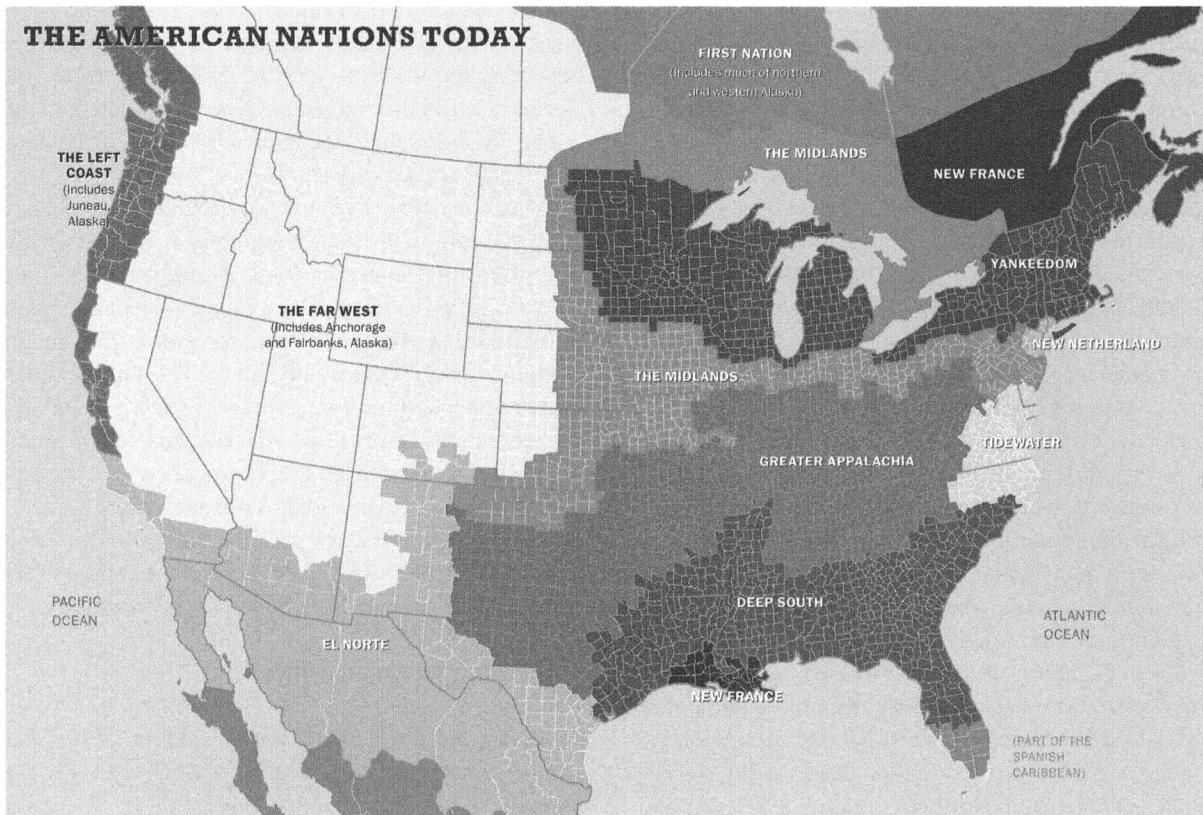 THE AMERICAN NATIONS TODAY
FIRST NATION
(Includes much of northern
and western Alaska)
THE LEFT
COAST
(Includes
Juneau,
Alaska)
THE MIDLANDS
NEW FRANCE
YANKEEDOM
THE FAR WEST
(Includes Anchorage
and Fairbanks, Alaska)
NEW NETHERLAND
THE MIDLANDS
TIDEWATER
GREATER APPALACHIA
PACIFIC
OCEAN
DEEP SOUTH
ATLANTIC
OCEAN
EL NORTE
NEW FRANCE
(PART OF THE
SPANISH
CARIBBEAN)